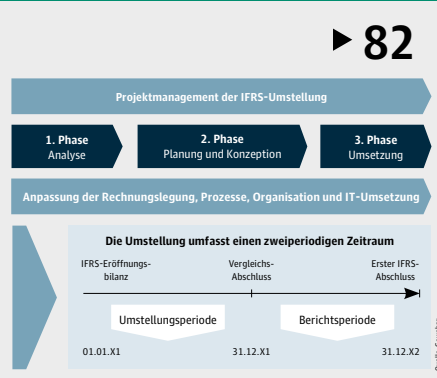 ▶ 82
Projektmanagement der IFRS-Umstellung
1. Phase
Analyse
2. Phase
Planung und Konzeption
3. Phase
Umsetzung
Anpassung der Rechnungslegung, Prozesse, Organisation und IT-Umsetzung
Die Umstellung umfasst einen zweiperiodigen Zeitraum
IFRS-Eröffnungs-
bilanz
Vergleichs-
Abschluss
Erster IFRS-
Abschluss
Umstellungsperiode
Berichtsperiode
01.01.X1
31.12.X1
31.12.X2